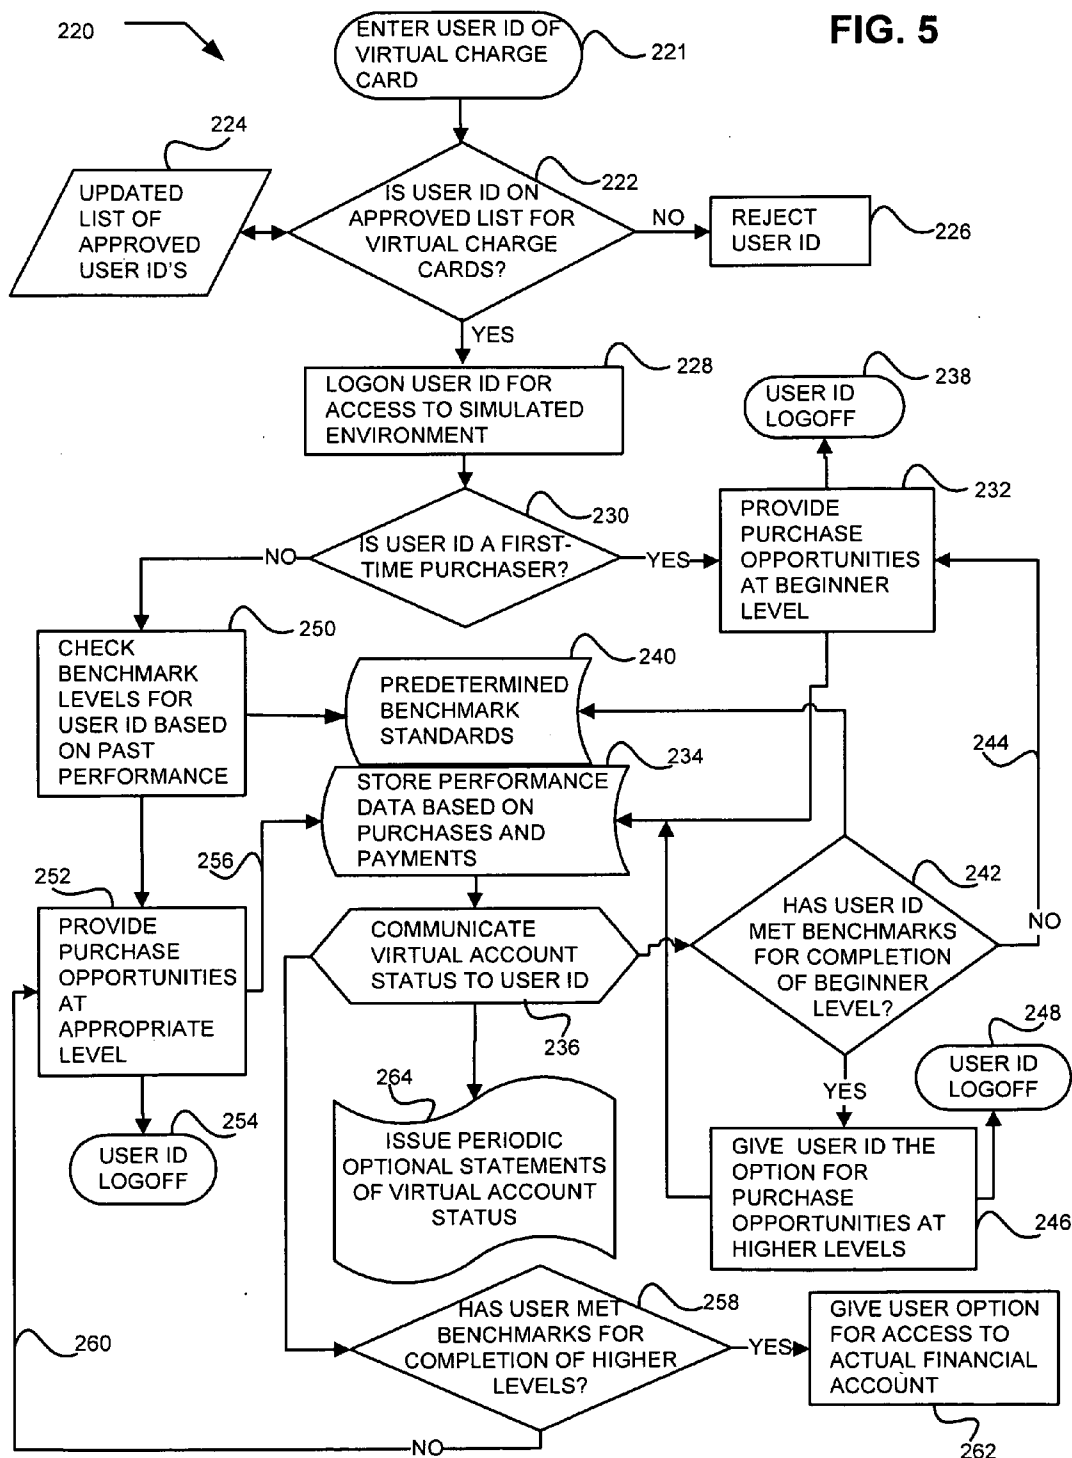 220
FIG. 5
ENTER USER ID OF
VIRTUAL CHARGE
CARD
221
224
UPDATED
LIST OF
APPROVED
USER ID'S
IS USER ID ON
APPROVED LIST FOR
VIRTUAL CHARGE
CARDS?
222
NO
REJECT
USER ID
226
YES
LOGON USER ID FOR
ACCESS TO SIMULATED
ENVIRONMENT
228
238
USER ID
LOGOFF
IS USER ID A FIRST-
TIME PURCHASER?
230
NO
YES
PROVIDE
PURCHASE
OPPORTUNITIES
AT BEGINNER
LEVEL
232
250
CHECK
BENCHMARK
LEVELS FOR
USER ID BASED
ON PAST
PERFORMANCE
PREDETERMINED
BENCHMARK
STANDARDS
240
234
STORE PERFORMANCE
DATA BASED ON
PURCHASES AND
PAYMENTS
244
256
252
PROVIDE
PURCHASE
OPPORTUNITIES
AT
APPROPRIATE
LEVEL
COMMUNICATE
VIRTUAL ACCOUNT
STATUS TO USER ID
236
242
HAS USER ID
MET BENCHMARKS
FOR COMPLETION
OF BEGINNER
LEVEL?
NO
YES
248
USER ID
LOGOFF
254
USER ID
LOGOFF
264
ISSUE PERIODIC
OPTIONAL STATEMENTS
OF VIRTUAL ACCOUNT
STATUS
GIVE USER ID THE
OPTION FOR
PURCHASE
OPPORTUNITIES AT
HIGHER LEVELS
246
HAS USER MET
BENCHMARKS FOR
COMPLETION OF HIGHER
LEVELS?
258
YES
GIVE USER OPTION
FOR ACCESS TO
ACTUAL FINANCIAL
ACCOUNT
262
260
NO